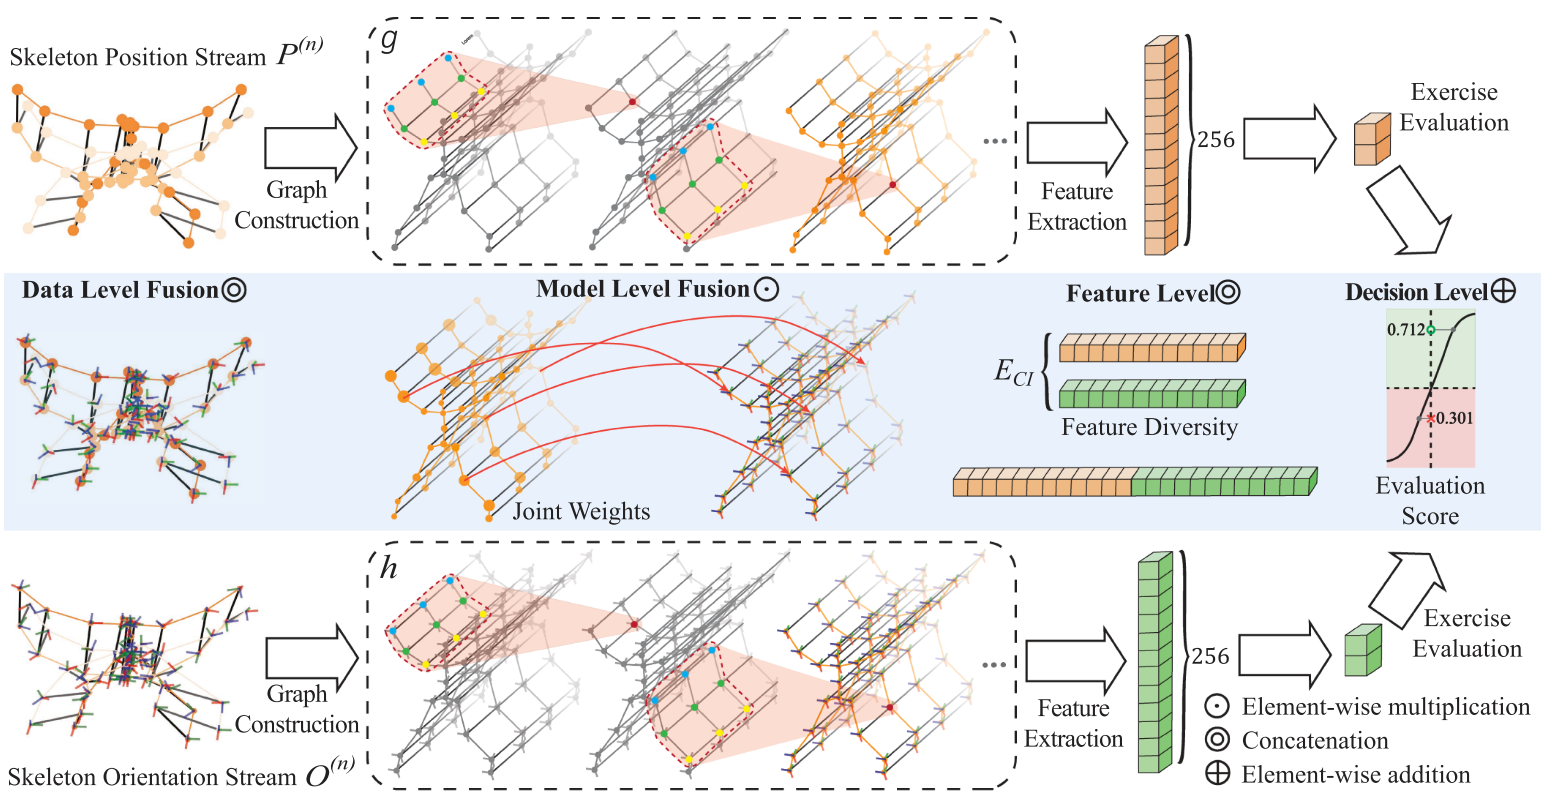 Skeleton Position Stream P^(n)
Graph
Construction
g
...
Feature
Extraction
256
Exercise
Evaluation
Data Level Fusion ◎
Model Level Fusion ⊙
Feature Level ◎
Decision Level ⊕
Joint Weights
E_CI
Feature Diversity
0.712
0.301
Evaluation
Score
Skeleton Orientation Stream O^(n)
Graph
Construction
h
...
Feature
Extraction
256
Exercise
Evaluation
⊙ Element-wise multiplication
◎ Concatenation
⊕ Element-wise addition